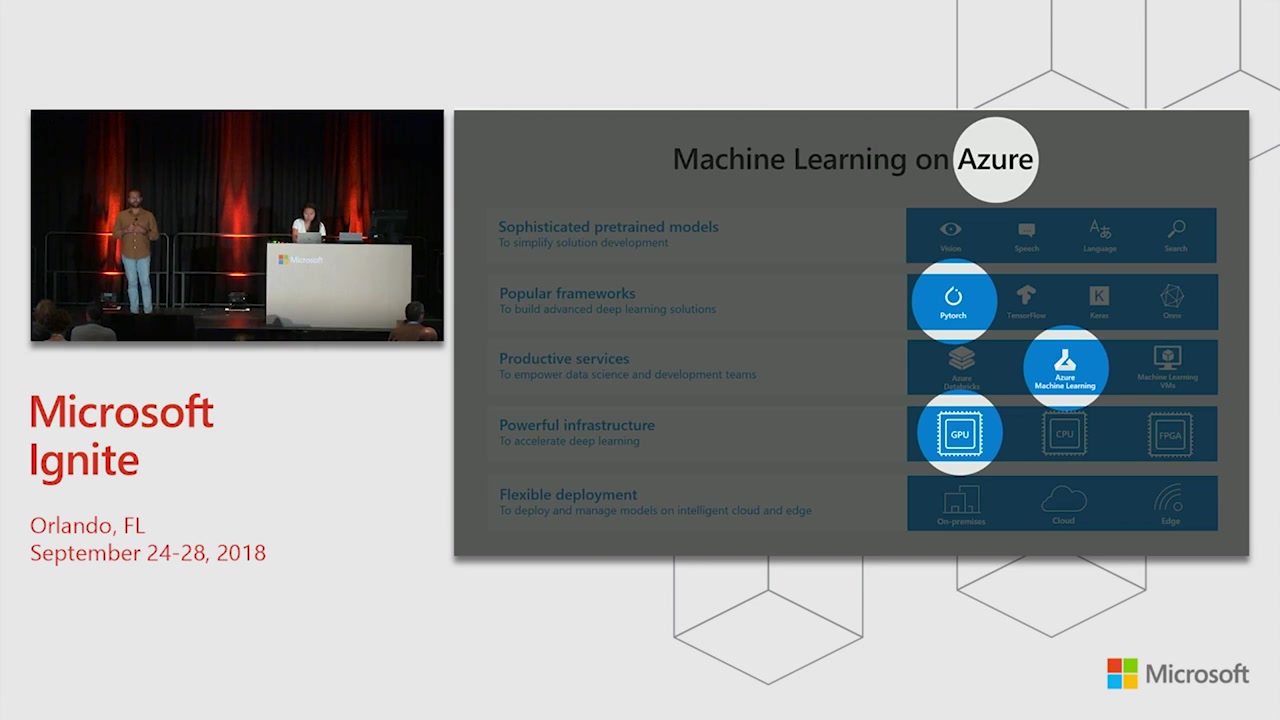 Microsoft
Microsoft
Ignite
Orlando, FL
September 24-28, 2018
Machine Learning on Azure
Sophisticated pretrained models
To simplify solution development
Vision
Speech
Language
Search
Popular frameworks
To build advanced deep learning solutions
Pytorch
TensorFlow
Keras
Onnx
Productive services
To empower data science and development teams
Azure
Databricks
Azure
Machine Learning
Machine Learning
VMs
Powerful infrastructure
To accelerate deep learning
GPU
CPU
FPGA
Flexible deployment
To deploy and manage models on intelligent cloud and edge
On-premises
Cloud
Edge
Microsoft